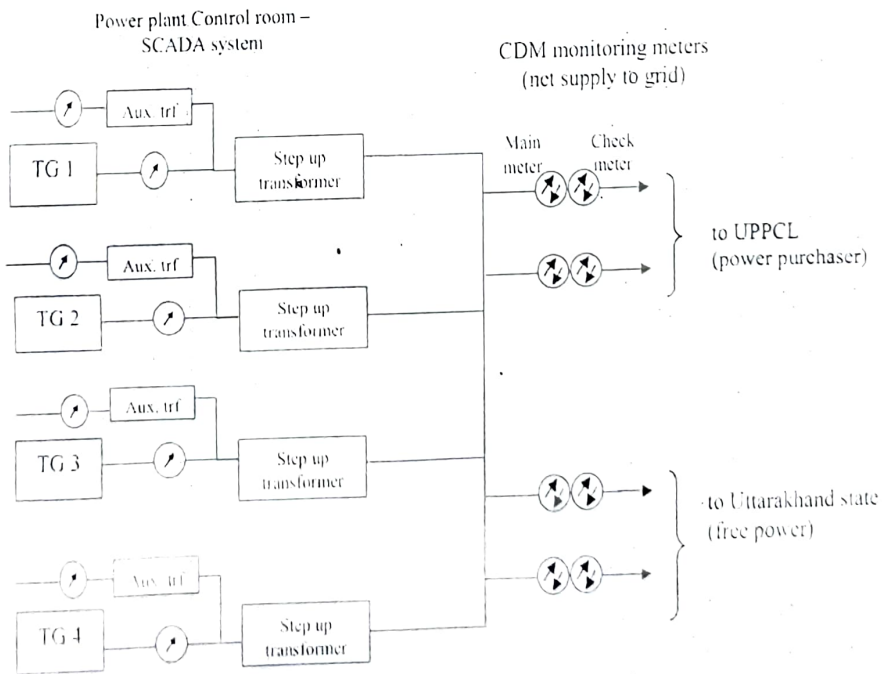 Power plant Control room –
SCADA system
CDM monitoring meters
(net supply to grid)
Aux. trf
TG 1
Step up
transformer
Main
meter
Check
meter
to UPPCL
(power purchaser)
Aux. trf
TG 2
Step up
transformer
Aux. trf
TG 3
Step up
transformer
to Uttarakhand state
(free power)
Aux. trf
TG 4
Step up
transformer